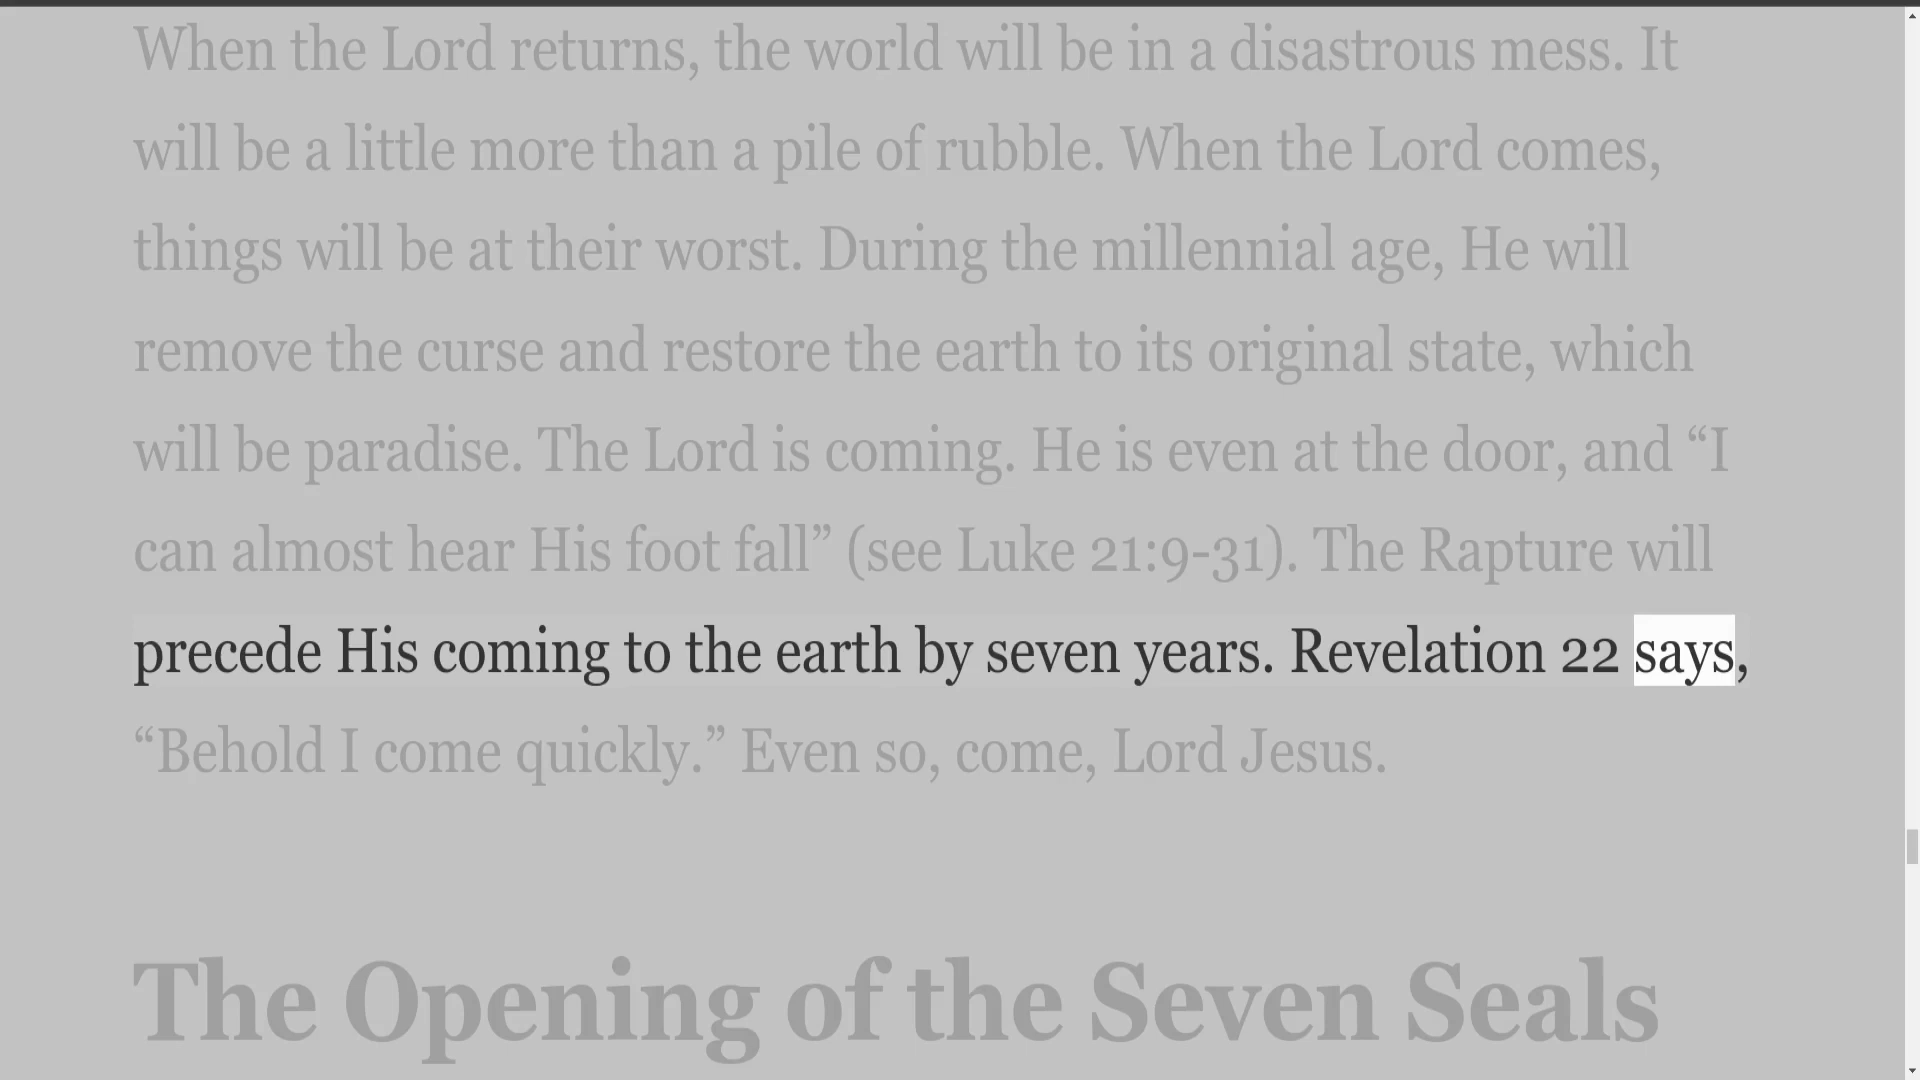 When the Lord returns, the world will be in a disastrous mess. It
will be a little more than a pile of rubble. When the Lord comes,
things will be at their worst. During the millennial age, He will
remove the curse and restore the earth to its original state, which
will be paradise. The Lord is coming. He is even at the door, and “I
can almost hear His foot fall” (see Luke 21:9-31). The Rapture will
precede His coming to the earth by seven years. Revelation 22 says,
“Behold I come quickly.” Even so, come, Lord Jesus.
The Opening of the Seven Seals